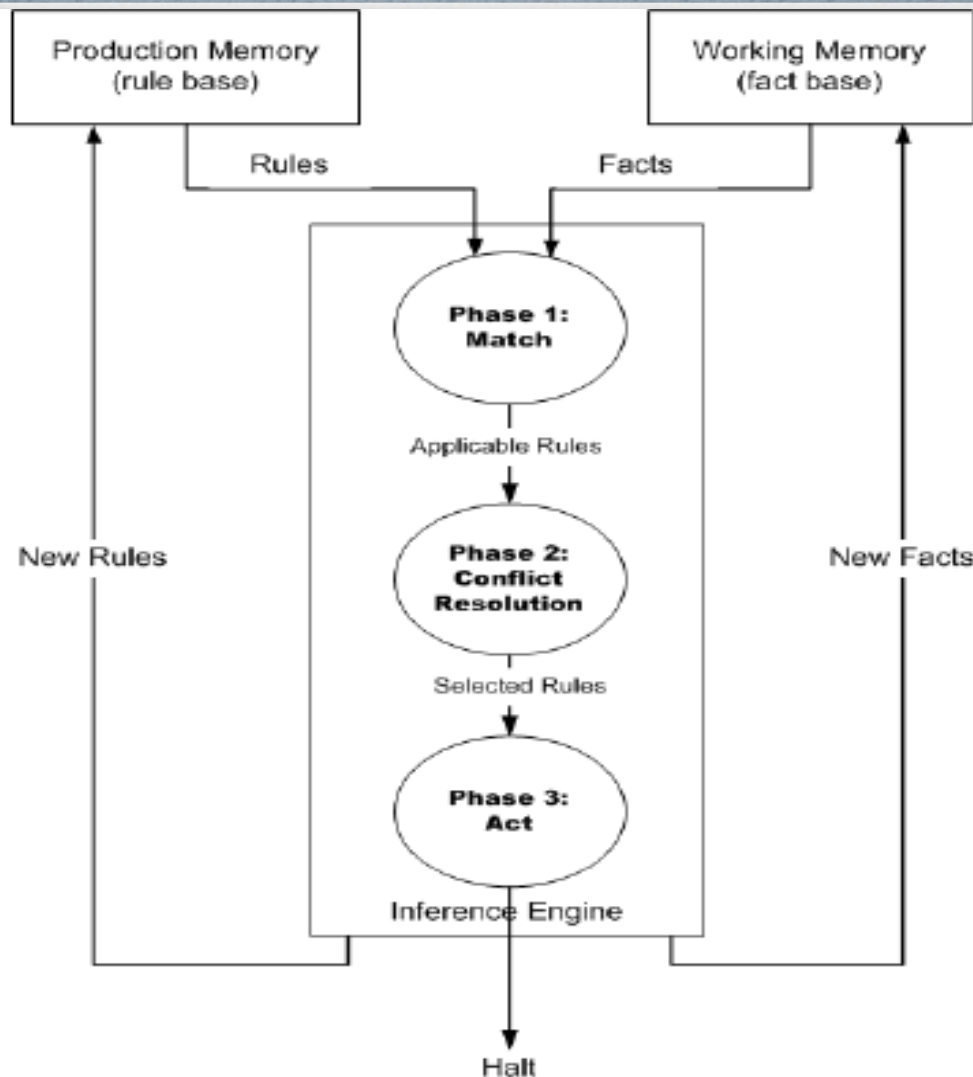 Production Memory
(rule base)
Working Memory
(fact base)
Rules
Facts
Phase 1:
Match
Applicable Rules
Phase 2:
Conflict
Resolution
New Rules
New Facts
Selected Rules
Phase 3:
Act
Inference Engine
Halt